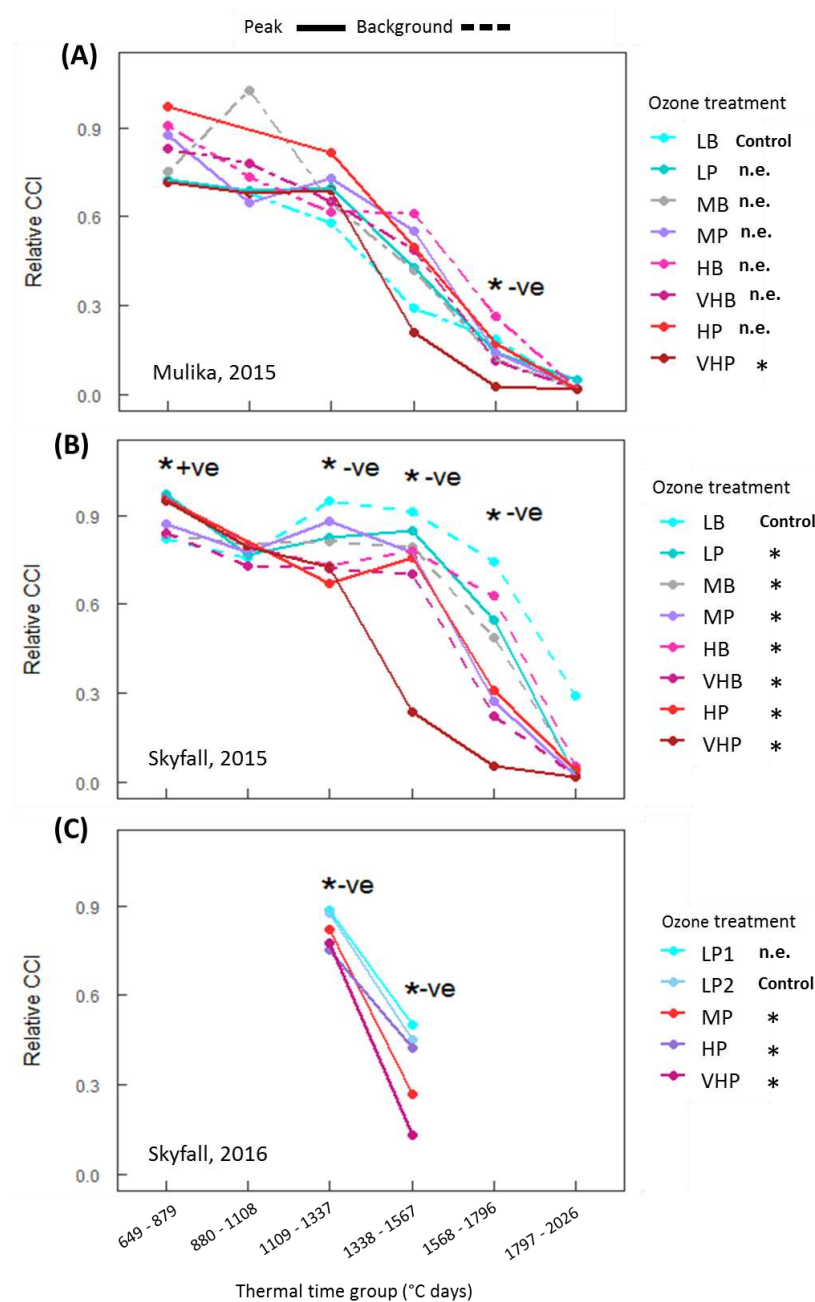 Peak Background
(A)
* -ve
0.9
0.6
0.3
0.0
Relative CCI
Mulika, 2015
Ozone treatment
LB Control
LP n.e.
MB n.e.
MP n.e.
HB n.e.
VHB n.e.
HP n.e.
VHP *
(B)
* +ve * -ve * -ve * -ve
0.9
0.6
0.3
0.0
Relative CCI
Skyfall, 2015
Ozone treatment
LB Control
LP *
MB *
MP *
HB *
VHB *
HP *
VHP *
(C)
* -ve
* -ve
0.9
0.6
0.3
0.0
Relative CCI
Skyfall, 2016
Ozone treatment
LP1 n.e.
LP2 Control
MP *
HP *
VHP *
649 - 879 880 - 1108 1109 - 1337 1338 - 1567 1568 - 1796 1797 - 2026
Thermal time group (°C days)